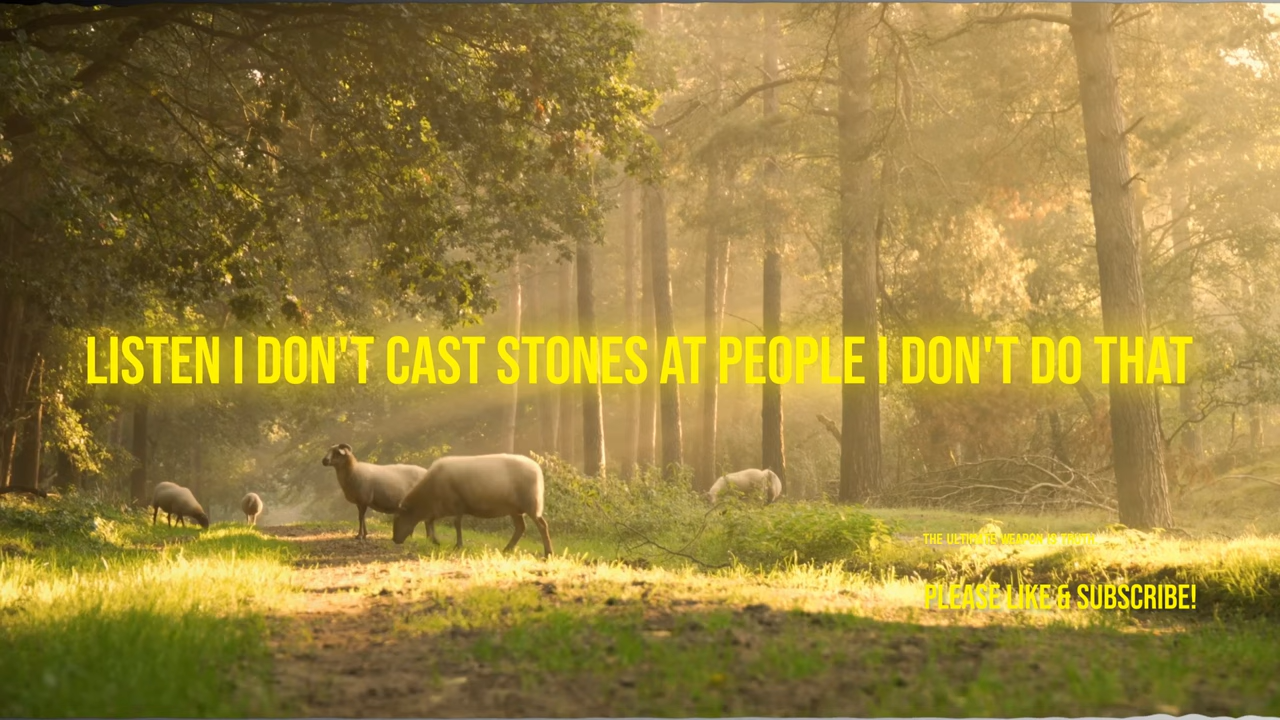 LISTEN I DON'T CAST STONES AT PEOPLE I DON'T DO THAT
THE ULTIMATE WEAPON IS TRUTH
PLEASE LIKE & SUBSCRIBE!